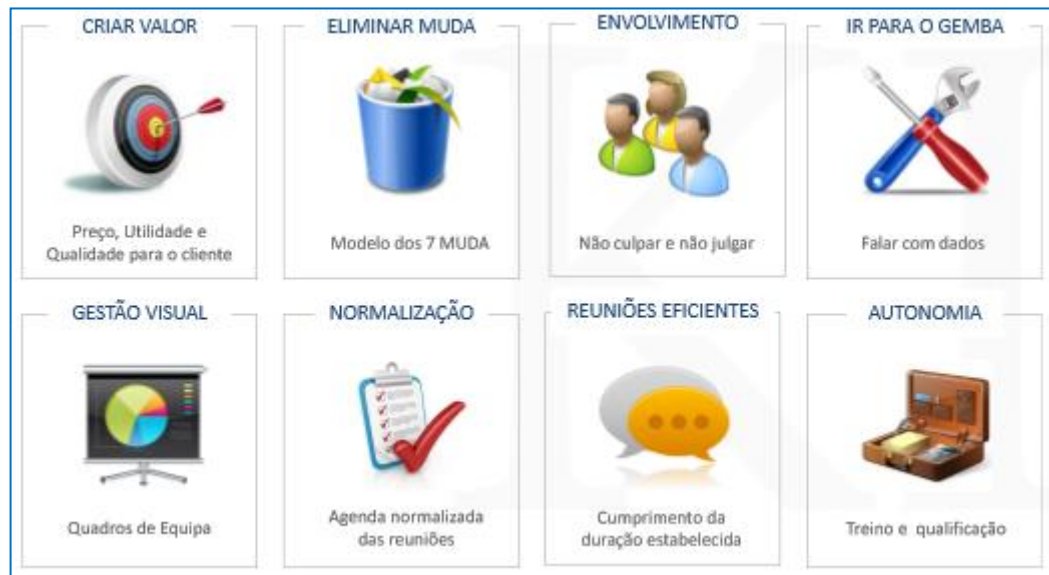 CRIAR VALOR
Preço, Utilidade e
Qualidade para o cliente
ELIMINAR MUDA
Modelo dos 7 MUDA
ENVOLVIMENTO
Não culpar e não julgar
IR PARA O GEMBA
Falar com dados
GESTÃO VISUAL
Quadros de Equipa
NORMALIZAÇÃO
Agenda normalizada
das reuniões
REUNIÕES EFICIENTES
Cumprimento da
duração estabelecida
AUTONOMIA
Treino e qualificação